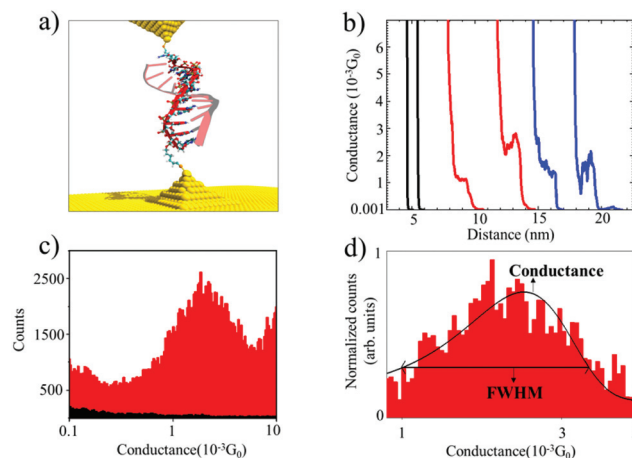 a)
b)
Conductance (10⁻³G₀)
6
5
4
3
2
1
0.001
5
10
15
20
Distance (nm)
c)
Counts
2500
1500
500
0.1
1
10
Conductance(10⁻³G₀)
d)
Normalized counts
(arb. units)
1
0
Conductance
FWHM
1
3
Conductance(10⁻³G₀)